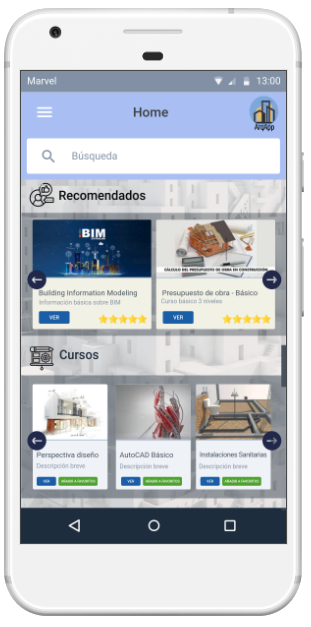 Marvel
13:00
Home
ArqApp
Búsqueda
Recomendados
BIM
CALCULO DEL PRESUPUESTO DE OBRA EN CONSTRUCCIÓN
Building Information Modeling
Información básica sobre BIM
VER
Presupuesto de obra - Básico
Curso básico 3 niveles
VER
Cursos
Perspectiva diseño
Descripción breve
VER
AÑADIR A FAVORITOS
AutoCAD Básico
Descripción breve
VER
AÑADIR A FAVORITOS
Instalaciones Sanitarias
Descripción breve
VER
AÑADIR A FAVORITOS